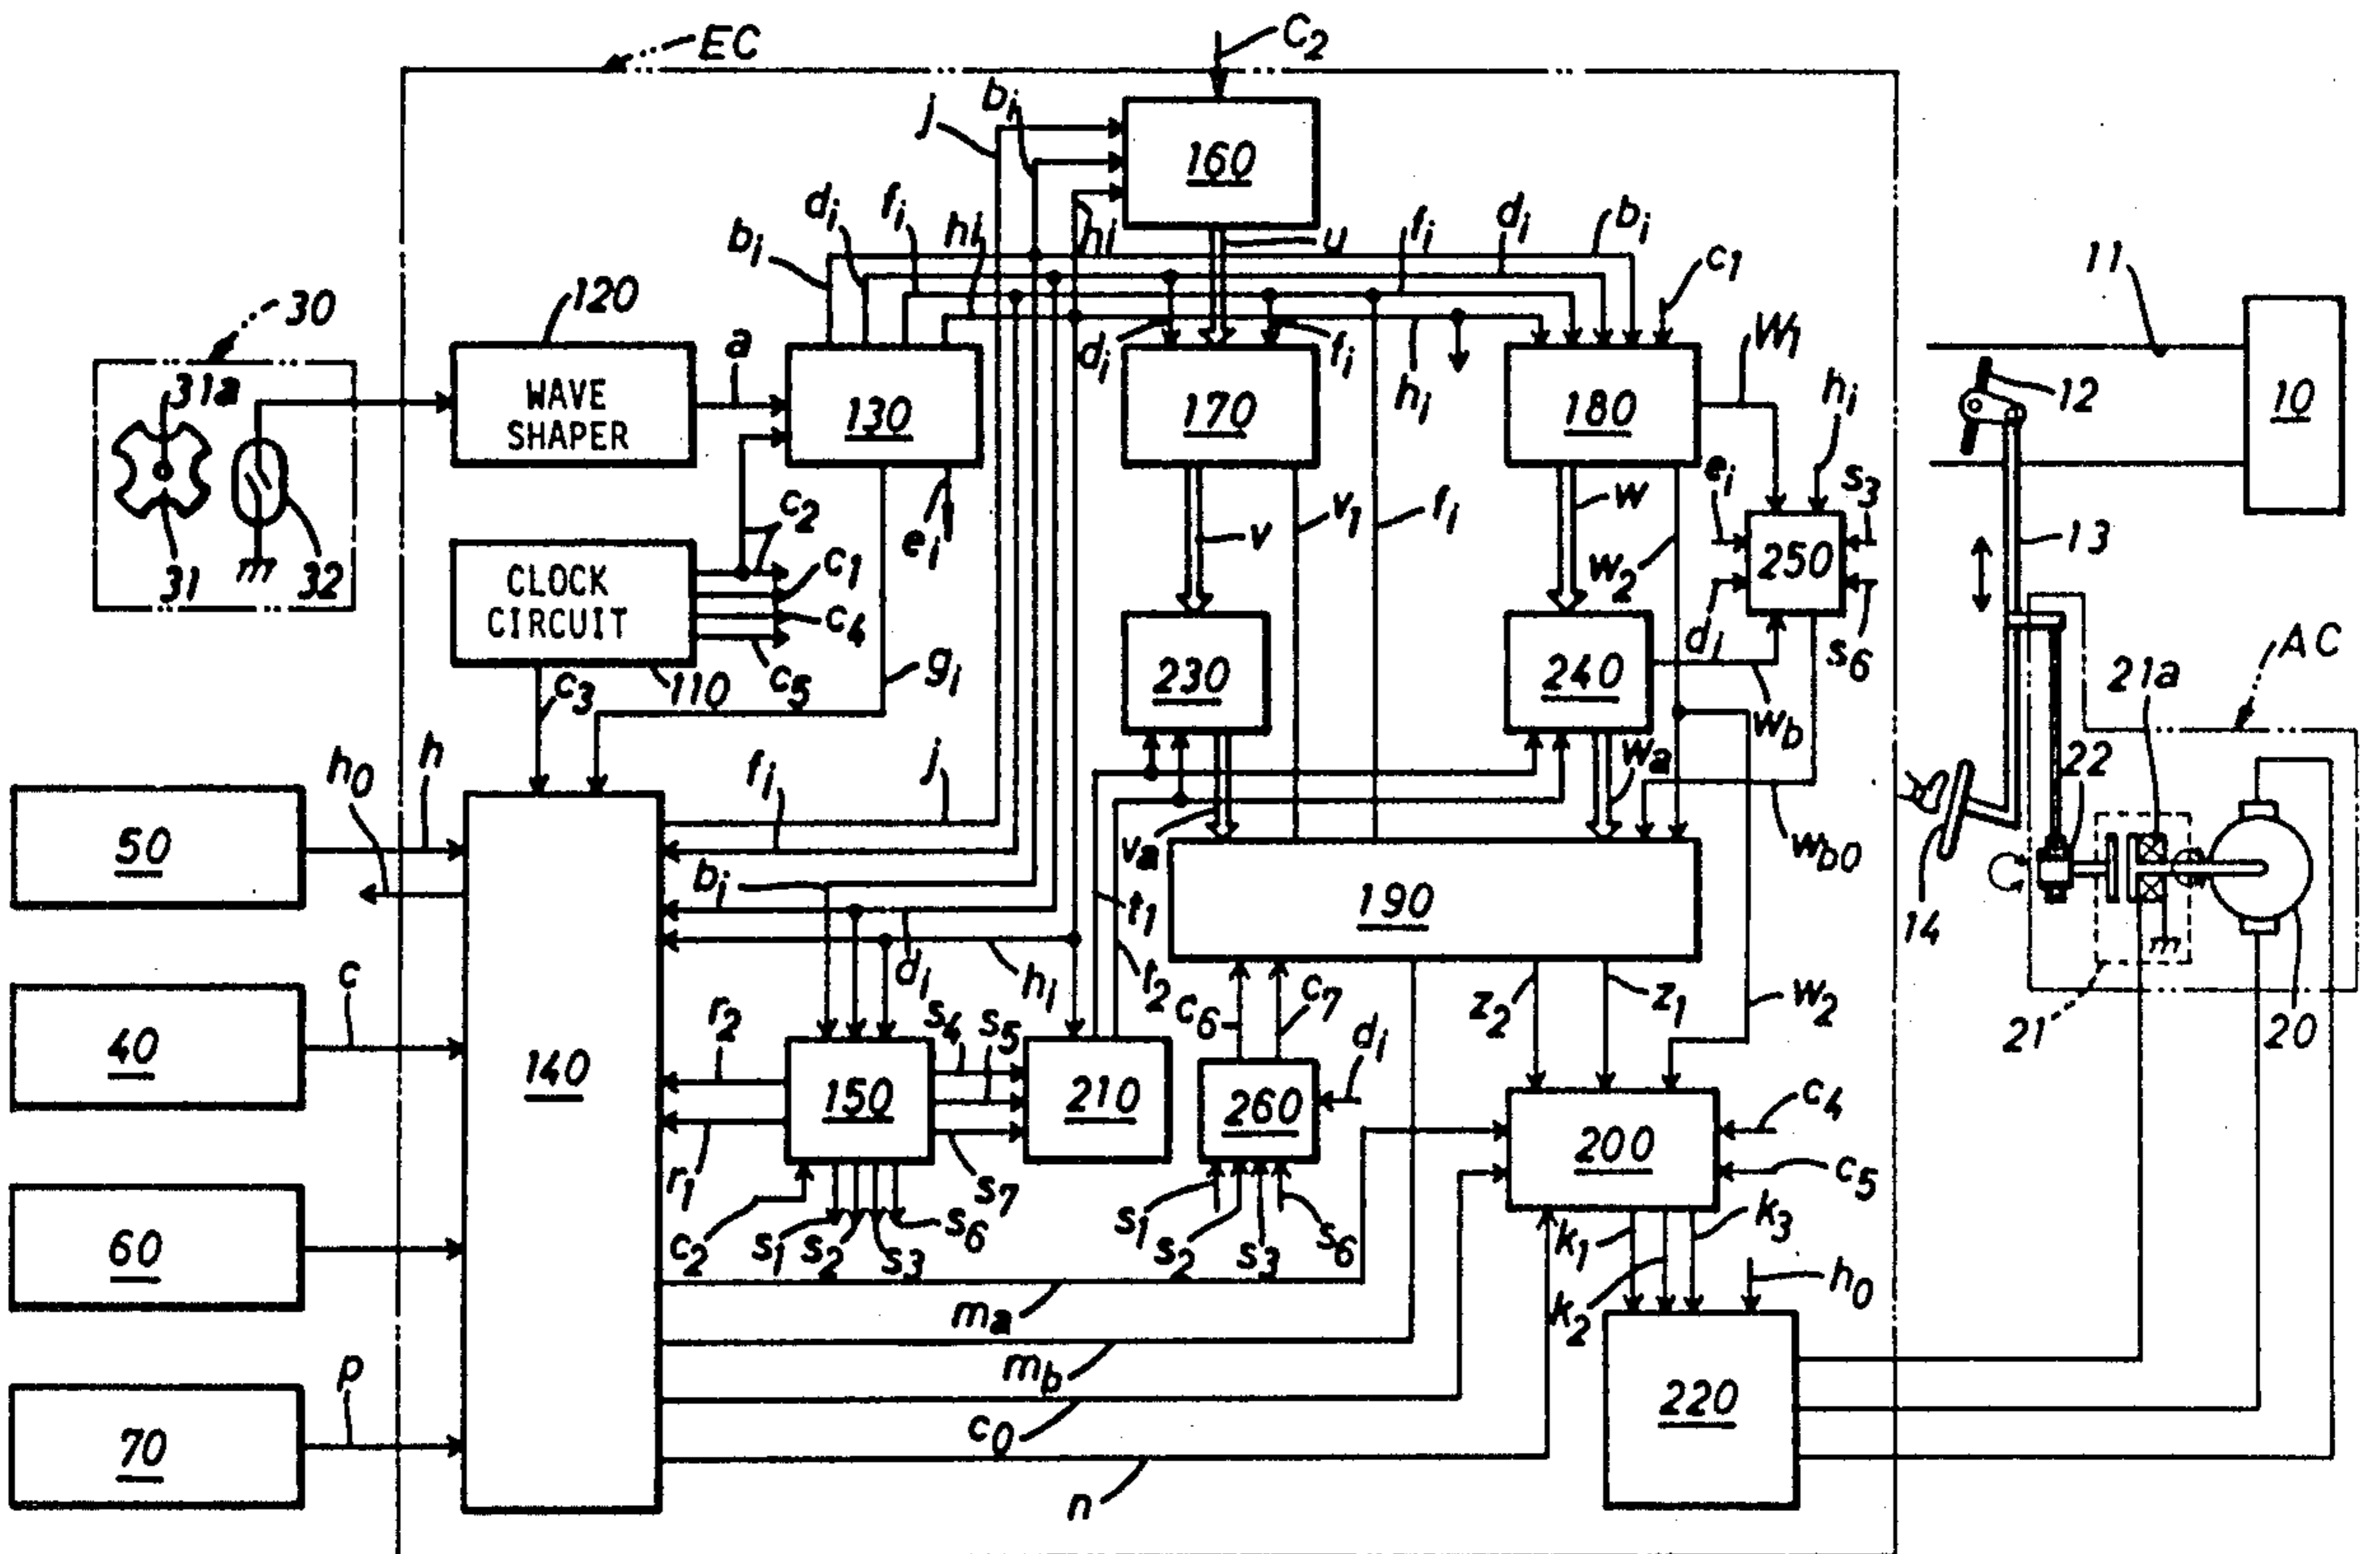 EC
C2
j
bi
160
di
fi
hi
hi
u
fi
di
bi
bi
c1
11
30
120
a
W1
31a
WAVE
SHAPER
130
di
170
fi
hi
180
hi
12
10
c2
ei
v
v1
fi
w
w2
ei
s3
250
13
31
32
CLOCK
CIRCUIT
c1
c4
c5
110
c3
gi
230
240
di
s6
wb
21a
AC
h0
h
fi
j
wa
22
50
va
wb0
bi
190
t1
14
di
hi
t2
c6
c7
z2
z1
w2
21
20
40
c
140
r2
s4
s5
di
150
210
260
200
c4
r1
s7
c5
c2
s1
s2
s3
s6
s1
s2
s3
s6
k1
k3
60
k2
h0
ma
mb
220
70
p
c0
n